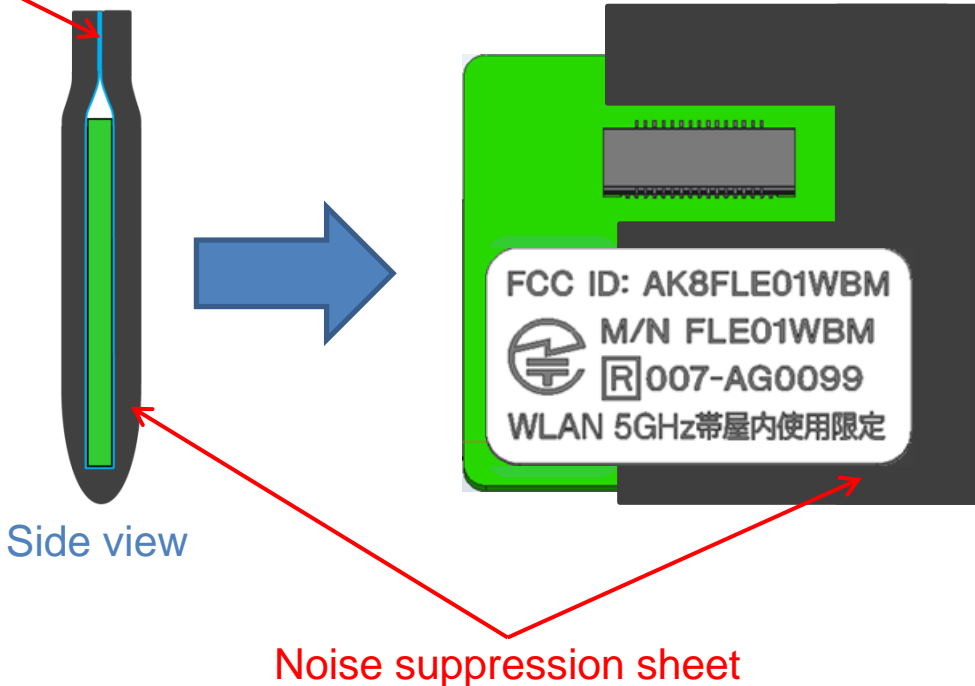 FCC ID: AK8FLE01WBM
M/N FLE01WBM
R 007-AG0099
WLAN 5GHz帯屋内使用限定
Side view
Noise suppression sheet